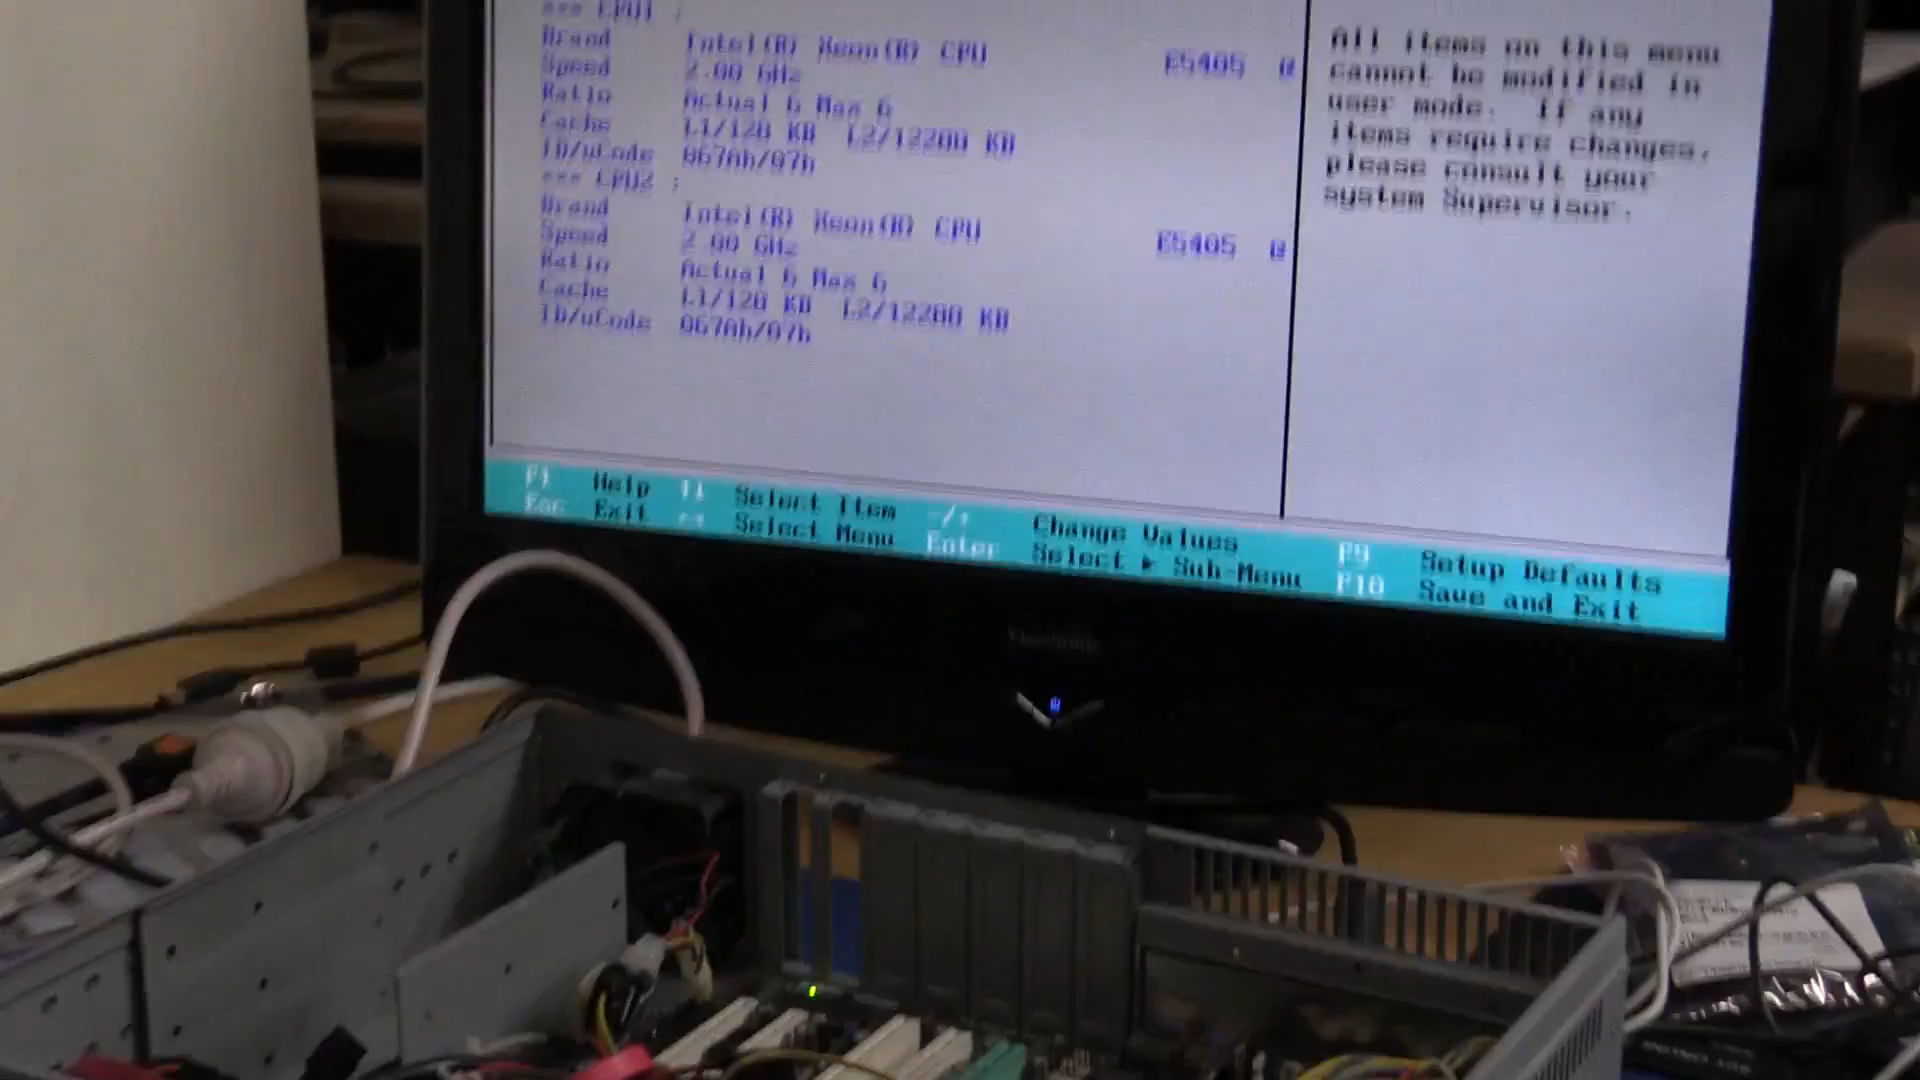 *** CPU1 :
Brand Intel(R) Xeon(R) CPU E5405 @
Speed 2.00 GHz
Ratio Actual 6 Max 6
Cache L1/128 KB L2/12288 KB
ID/uCode 067Ah/07h
*** CPU2 :
Brand Intel(R) Xeon(R) CPU E5405 @
Speed 2.00 GHz
Ratio Actual 6 Max 6
Cache L1/128 KB L2/12288 KB
ID/uCode 067Ah/07h
All items on this menu
cannot be modified in
user mode. If any
items require changes,
please consult your
system Supervisor.
F1 Help ↑↓ Select Item -/+ Change Values F9 Setup Defaults
Esc Exit ←→ Select Menu Enter Select ▶ Sub-Menu F10 Save and Exit
ViewSonic